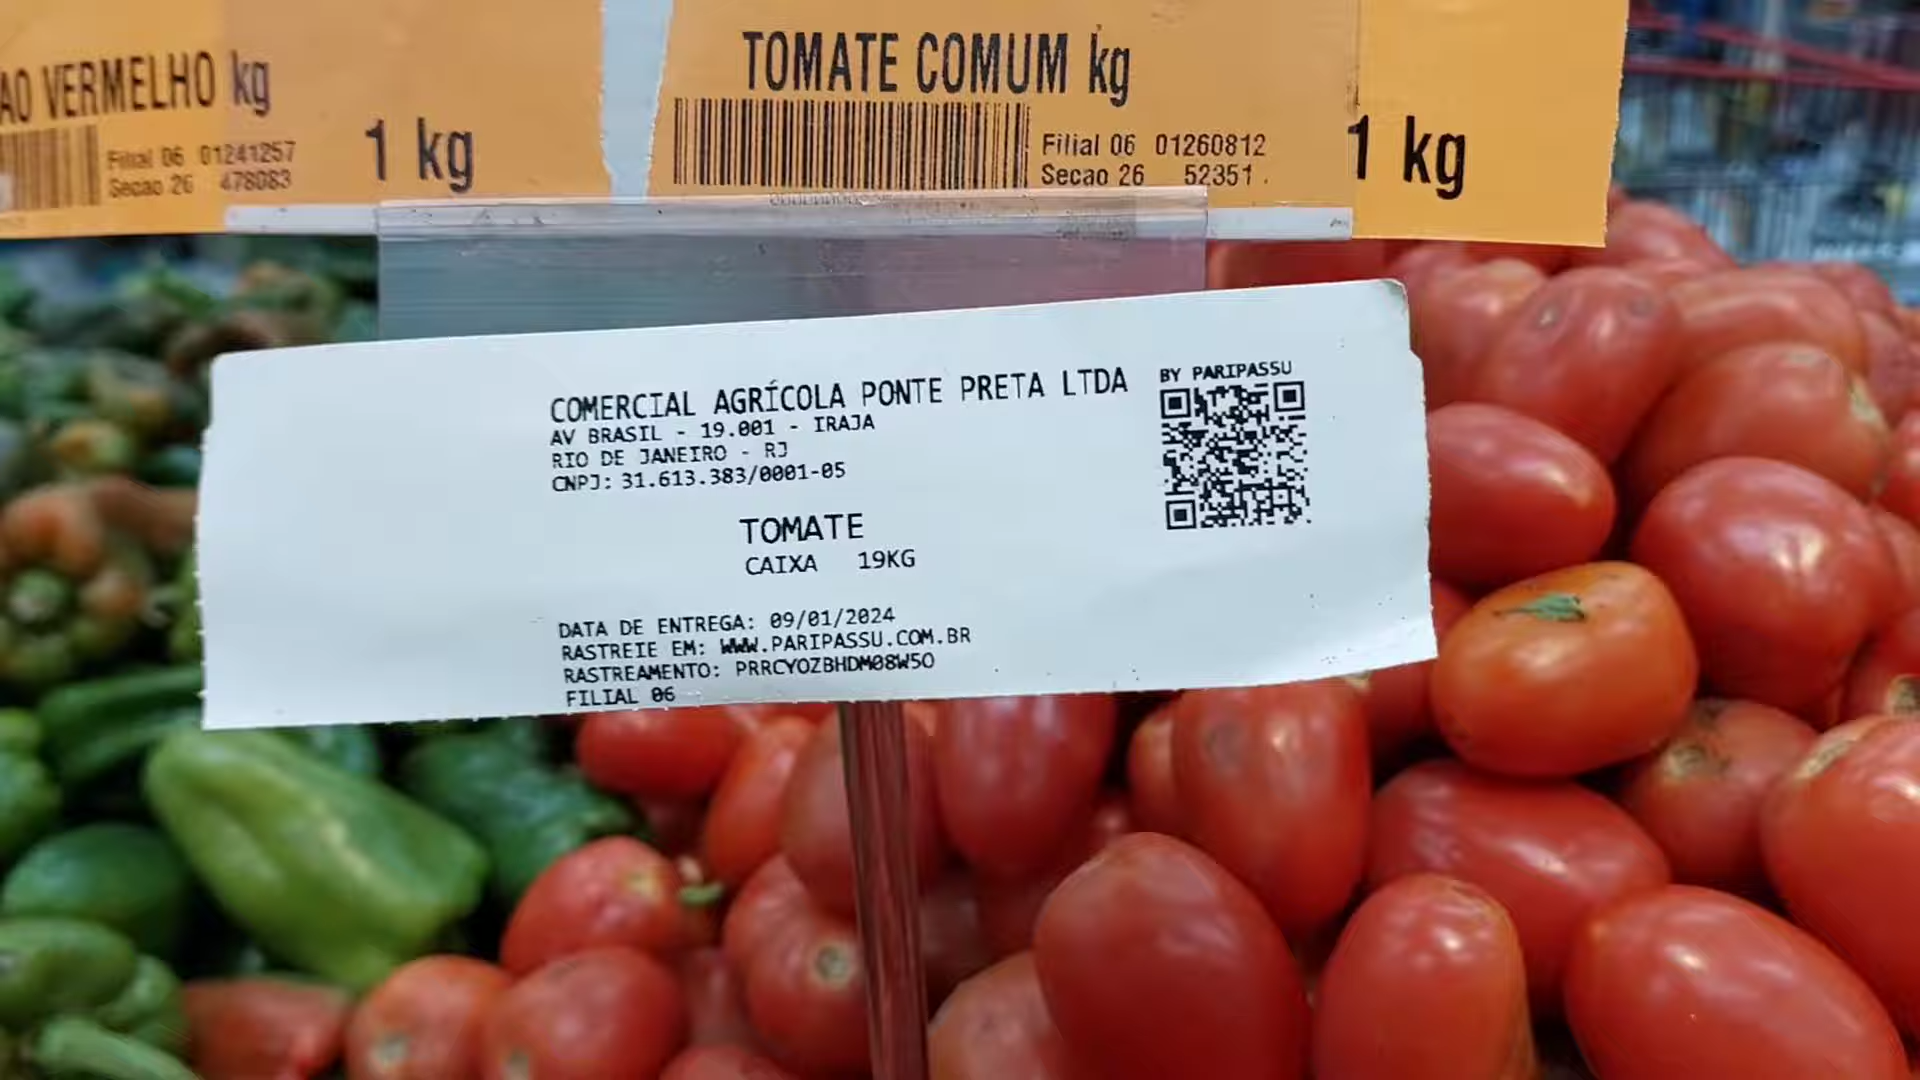 AO VERMELHO kg
Filial 06 01241257
Secao 26 478083
1 kg
TOMATE COMUM kg
Filial 06 01260812
Secao 26 52351
1 kg
COMERCIAL AGRÍCOLA PONTE PRETA LTDA
AV BRASIL - 19.001 - IRAJA
RIO DE JANEIRO - RJ
CNPJ: 31.613.383/0001-05
BY PARIPASSU
TOMATE
CAIXA 19KG
DATA DE ENTREGA: 09/01/2024
RASTREIE EM: WWW.PARIPASSU.COM.BR
RASTREAMENTO: PRRCYOZBHDM08W5O
FILIAL 06